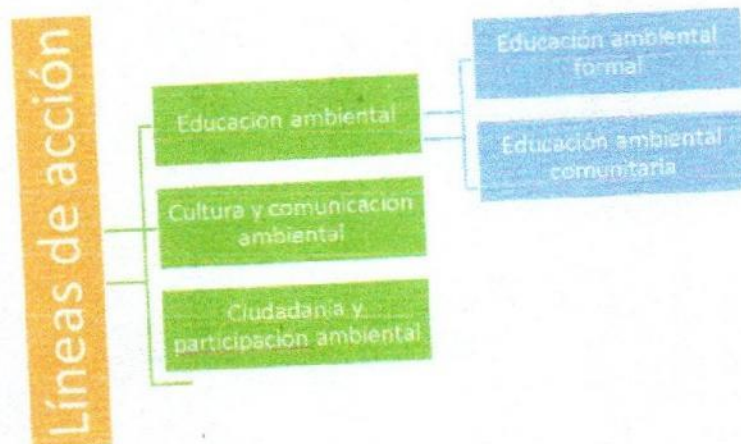 Líneas de acción
Educación ambiental
Educación ambiental
formal
Educación ambiental
comunitaria
Cultura y comunicación
ambiental
Ciudadanía y
participación ambiental